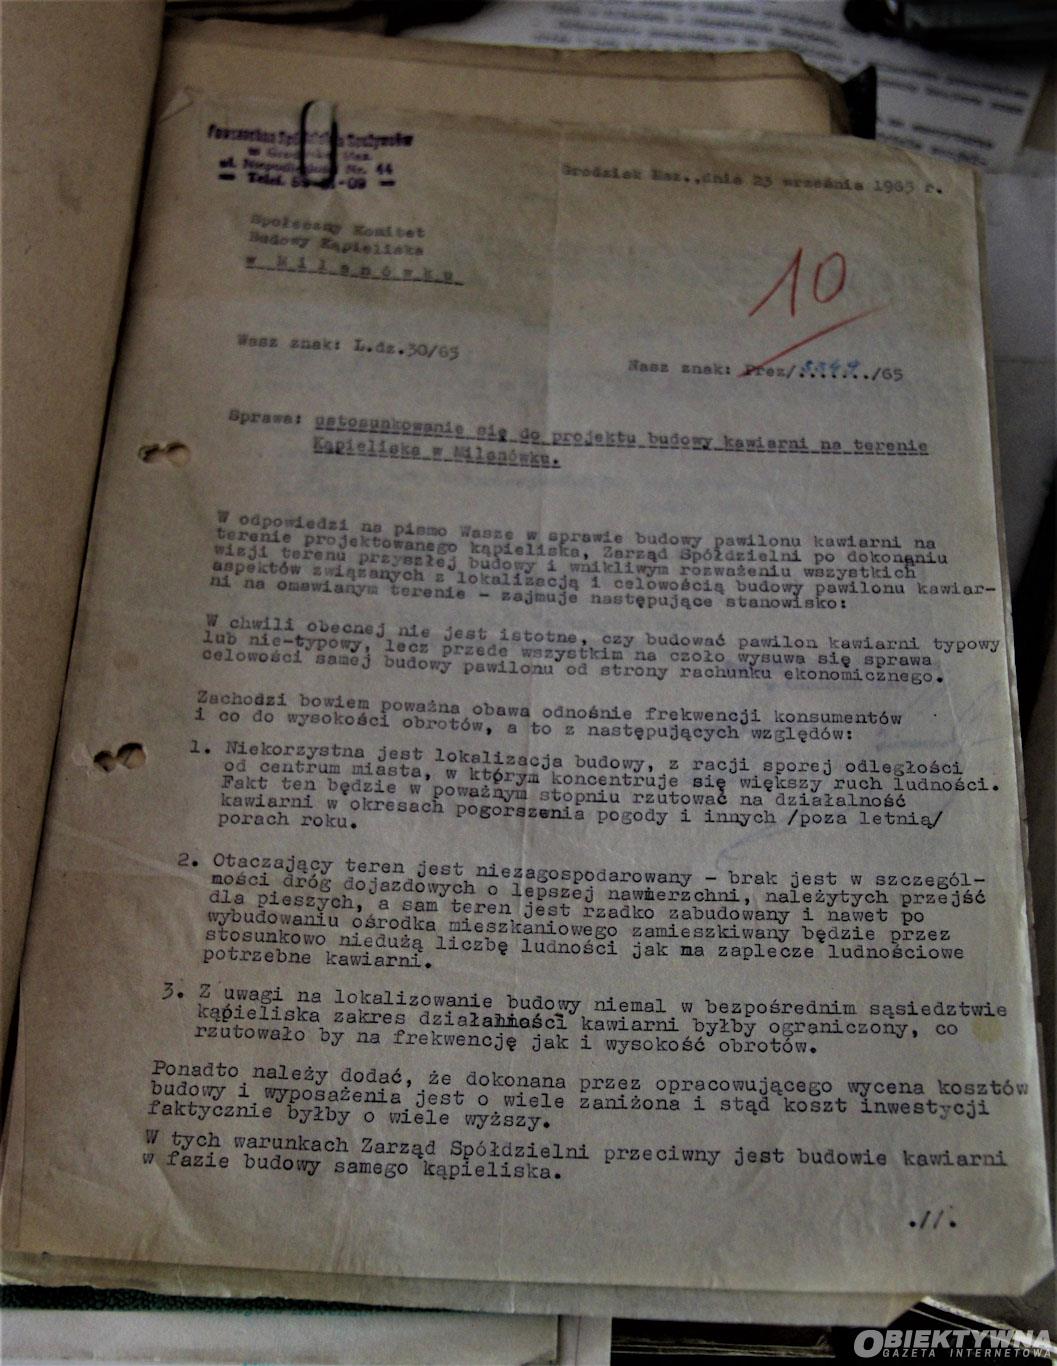 Powszechna Spółdzielnia Spożywców
w Grodzisku Maz.
ul. Niepodległości Nr. 44
Telef. 55- -09
Grodzisk Maz.,dnia 23 września 1965 r.
Społeczny Komitet
Budowy Kąpieliska
w Milanówku
10
Wasz znak: L.dz.30/65
Nasz znak: Prez/ /65
Sprawa: ustosunkowanie się do projektu budowy kawiarni na terenie
Kąpieliska w Milanówku.
W odpowiedzi na pismo Wasze w sprawie budowy pawilonu kawiarni na
terenie projektowanego kąpieliska, Zarząd Spółdzielni po dokonaniu
wizji terenu przyszłej budowy i wnikliwym rozważeniu wszystkich
aspektów związanych z lokalizacją i celowością budowy pawilonu kawiar-
ni na omawianym terenie - zajmuje następujące stanowisko:
W chwili obecnej nie jest istotne, czy budować pawilon kawiarni typowy
lub nie-typowy, lecz przede wszystkim na czoło wysuwa się sprawa
celowości samej budowy pawilonu od strony rachunku ekonomicznego.
Zachodzi bowiem poważna obawa odnośnie frekwencji konsumentów
i co do wysokości obrotów, a to z następujących względów:
1. Niekorzystna jest lokalizacja budowy, z racji sporej odległości
od centrum miasta, w którym koncentruje się większy ruch ludności.
Fakt ten będzie w poważnym stopniu rzutować na działalność
kawiarni w okresach pogorszenia pogody i innych /poza letnią/
porach roku.
2. Otaczający teren jest niezagospodarowany - brak jest w szczegól-
ności dróg dojazdowych o lepszej nawierzchni, należytych przejść
dla pieszych, a sam teren jest rzadko zabudowany i nawet po
wybudowaniu ośrodka mieszkaniowego zamieszkiwany będzie przez
stosunkowo niedużą liczbę ludności jak na zaplecze ludnościowe
potrzebne kawiarni.
3. Z uwagi na lokalizowanie budowy niemal w bezpośrednim sąsiedztwie
kąpieliska zakres działalności kawiarni byłby ograniczony, co
rzutowało by na frekwencję jak i wysokość obrotów.
Ponadto należy dodać, że dokonana przez opracowującego wycena kosztów
budowy i wyposażenia jest o wiele zaniżona i stąd koszt inwestycji
faktycznie byłby o wiele wyższy.
W tych warunkach Zarząd Spółdzielni przeciwny jest budowie kawiarni
w fazie budowy samego kąpieliska.
.//.
OBIEKTYWNA
GAZETA INTERNETOWA